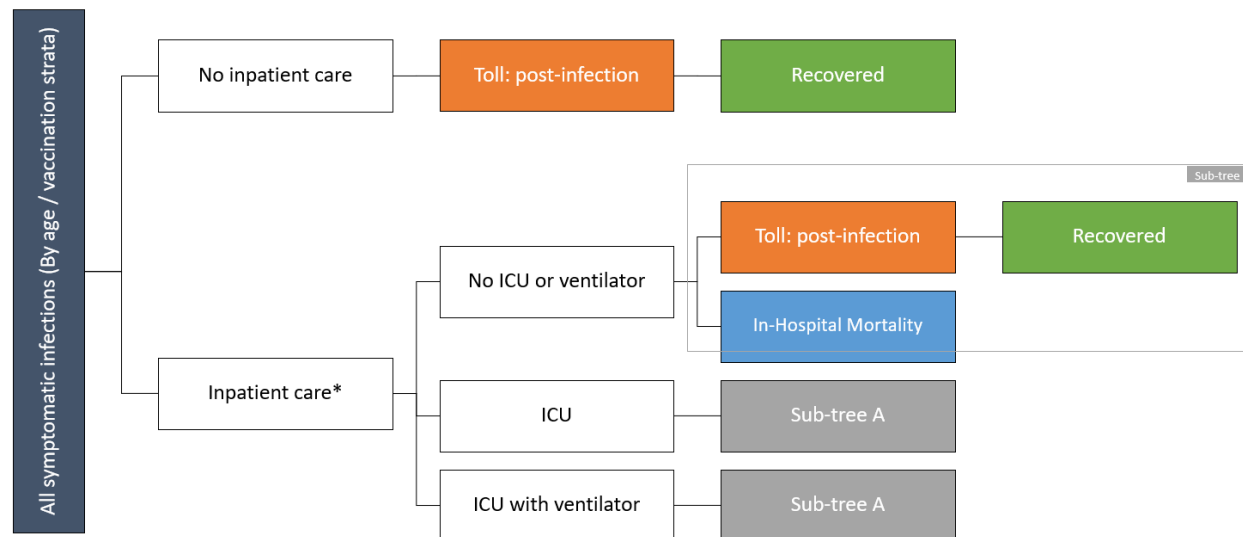 All symptomatic infections (By age / vaccination strata)
No inpatient care
Toll: post-infection
Recovered
Sub-tree
No ICU or ventilator
Toll: post-infection
Recovered
In-Hospital Mortality
Inpatient care*
ICU
Sub-tree A
ICU with ventilator
Sub-tree A